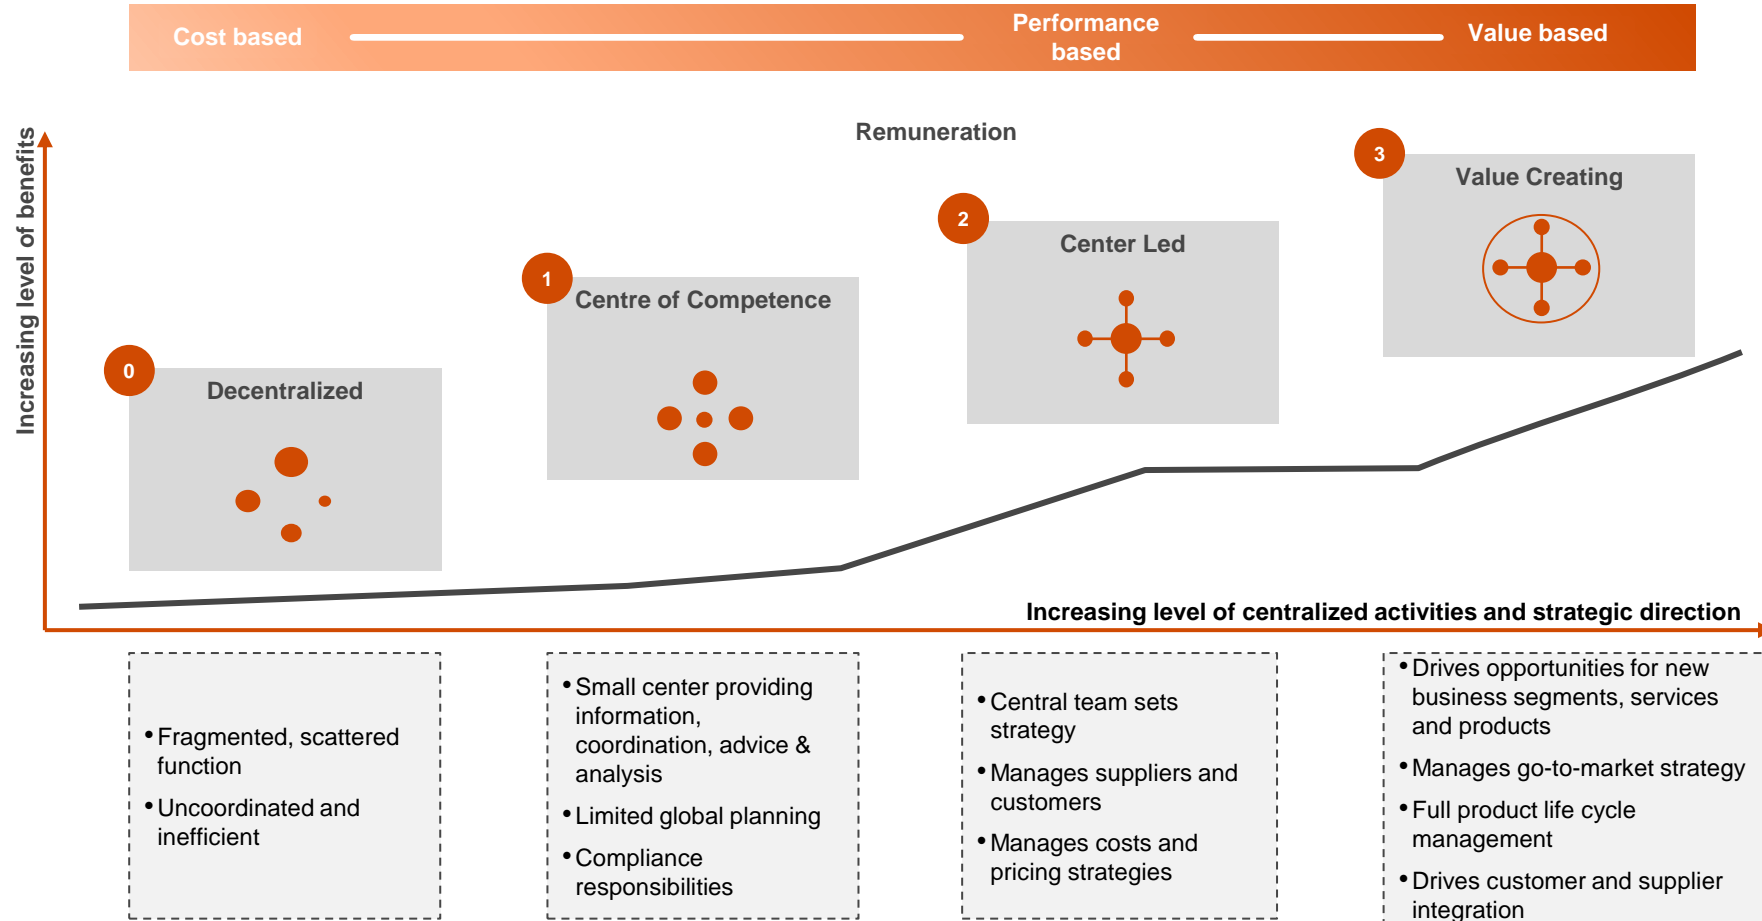 Cost based
Performance
based
Value based
Remuneration
Increasing level of benefits
0
Decentralized
1
Centre of Competence
2
Center Led
3
Value Creating
Increasing level of centralized activities and strategic direction
• Fragmented, scattered
function
• Uncoordinated and
inefficient
• Small center providing
information,
coordination, advice &
analysis
• Limited global planning
• Compliance
responsibilities
• Central team sets
strategy
• Manages suppliers and
customers
• Manages costs and
pricing strategies
• Drives opportunities for new
business segments, services
and products
• Manages go-to-market strategy
• Full product life cycle
management
• Drives customer and supplier
integration